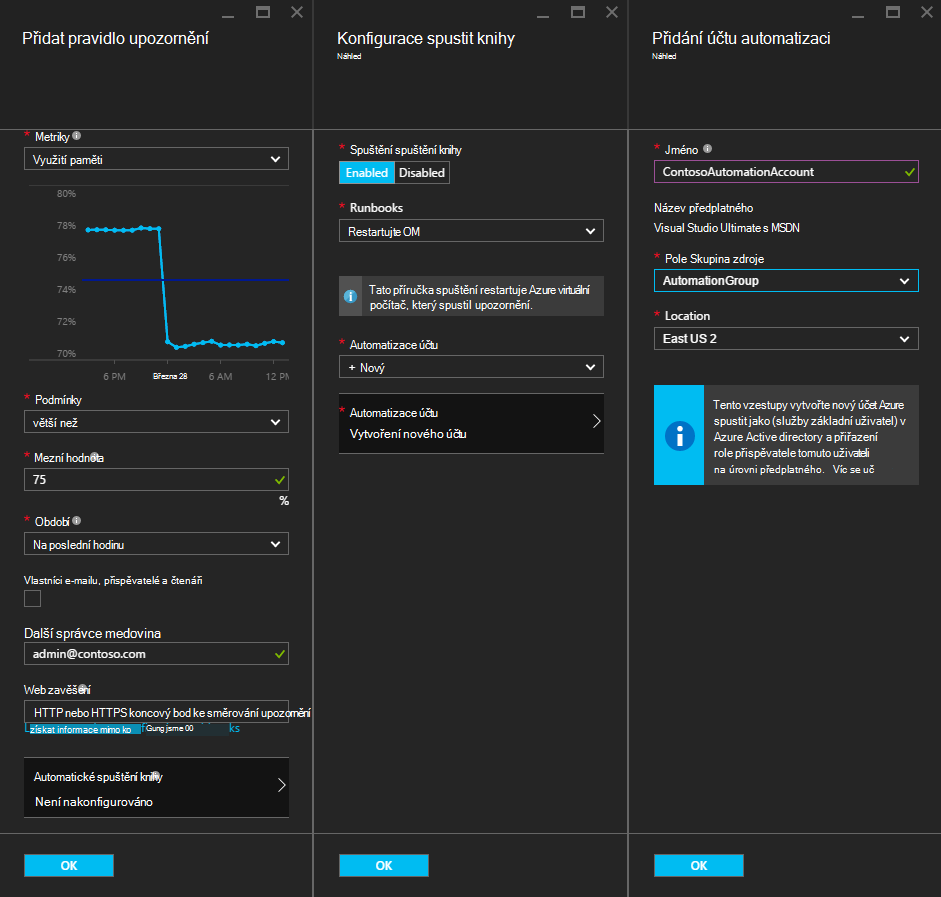 Přidat pravidlo upozornění
Metriky
Využití paměti
80%
78%
76%
74%
72%
70%
6 PM
Března 28
6 AM
12 PM
Podmínky
větší než
Mezní hodnota
75
%
Období
Na poslední hodinu
Vlastníci e-mailu, přispěvatelé a čtenáři
Další správce medovina
admin@contoso.com
Web zavěšení
HTTP nebo HTTPS koncový bod ke směrování upozornění
získat informace mimo ko Gung jsme 00 ks
Automatické spuštění knihy
Není nakonfigurováno
OK
Konfigurace spustit knihy
Náhled
Spuštění spuštění knihy
Enabled Disabled
Runbooks
Restartujte OM
Tato příručka spuštění restartuje Azure virtuální
počítač, který spustil upozornění.
Automatizace účtu
+ Nový
Automatizace účtu
Vytvoření nového účtu
OK
Přidání účtu automatizaci
Náhled
Jméno
ContosoAutomationAccount
Název předplatného
Visual Studio Ultimate s MSDN
Pole Skupina zdroje
AutomationGroup
Location
East US 2
Tento vzestupy vytvořte nový účet Azure
spustit jako (služby základní uživatel) v
Azure Active directory a přiřazení
role přispěvatele tomuto uživateli
na úrovni předplatného. Víc se uč
OK